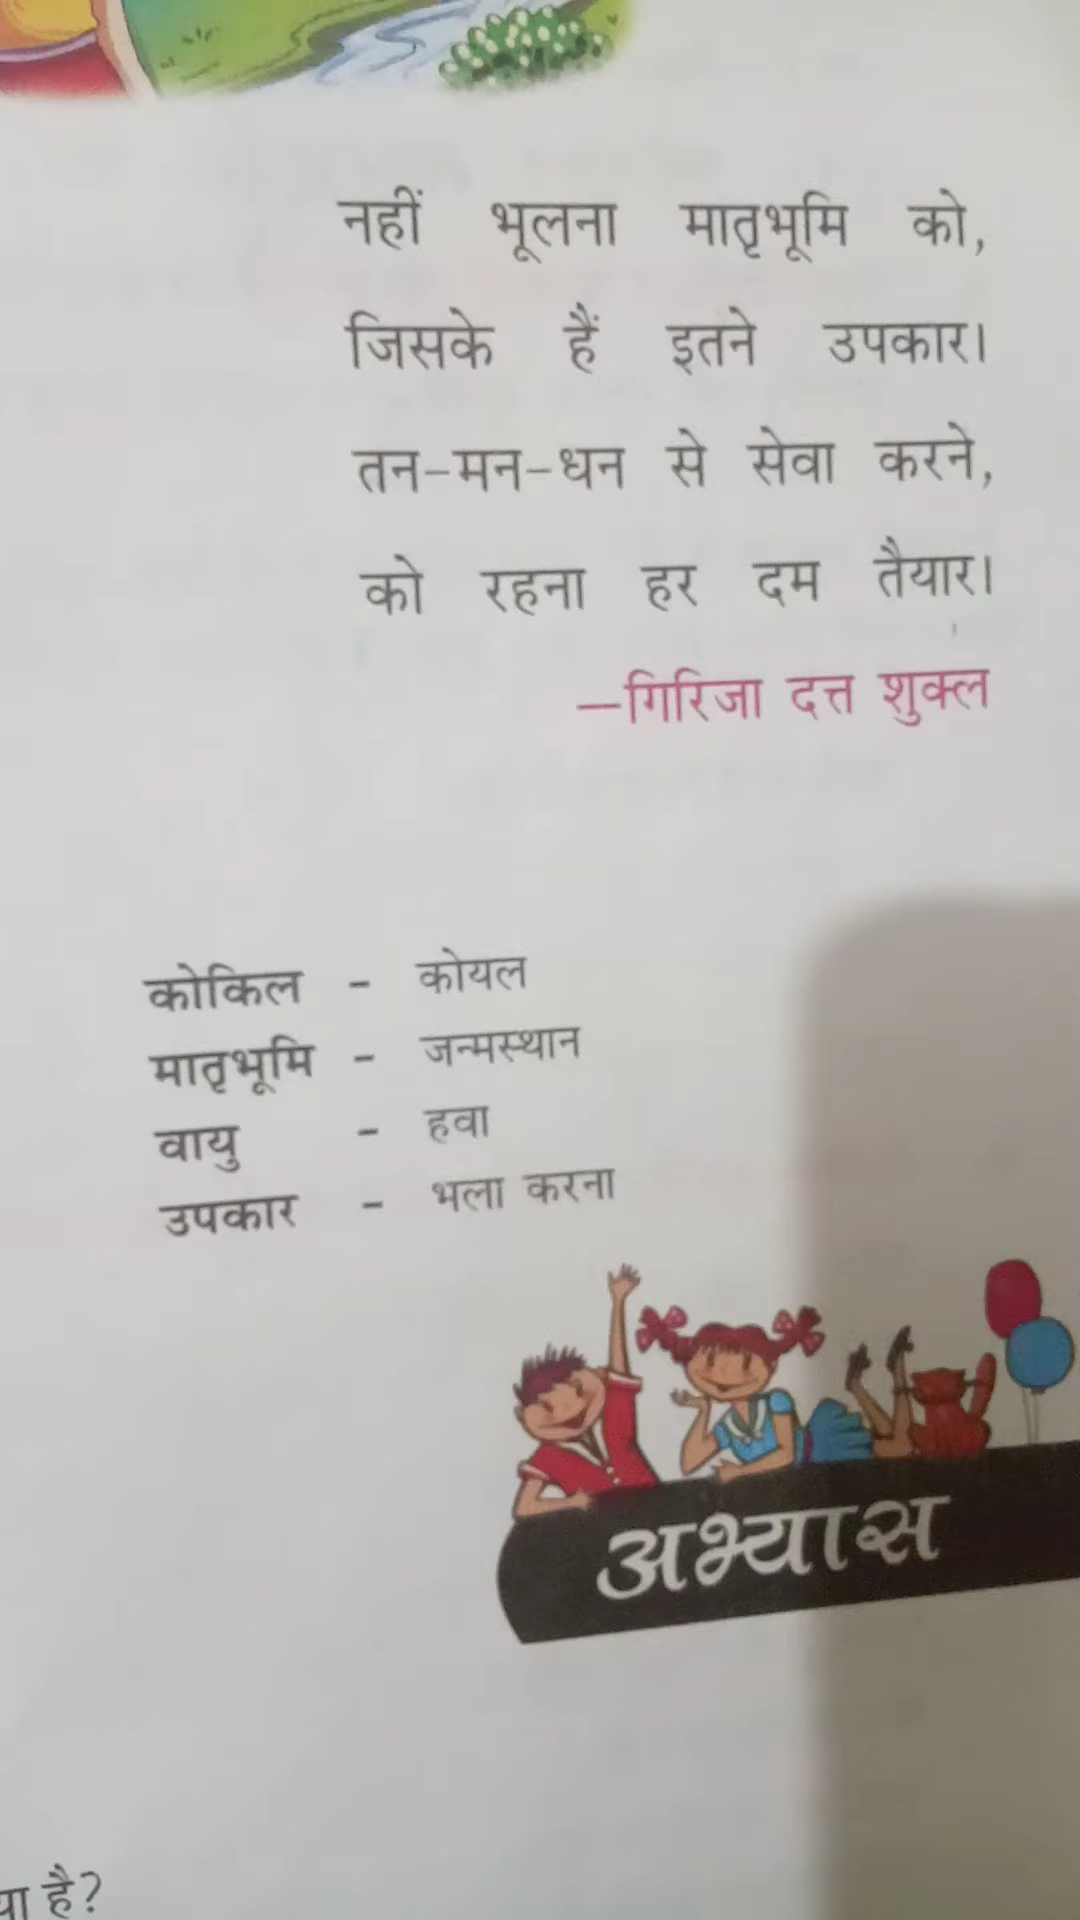 नहीं भूलना मातृभूमि को,
जिसके हैं इतने उपकार।
तन-मन-धन से सेवा करने,
को रहना हर दम तैयार।
—गिरिजा दत्त शुक्ल
कोकिल - कोयल
मातृभूमि - जन्मस्थान
वायु - हवा
उपकार - भला करना
अभ्यास
है?